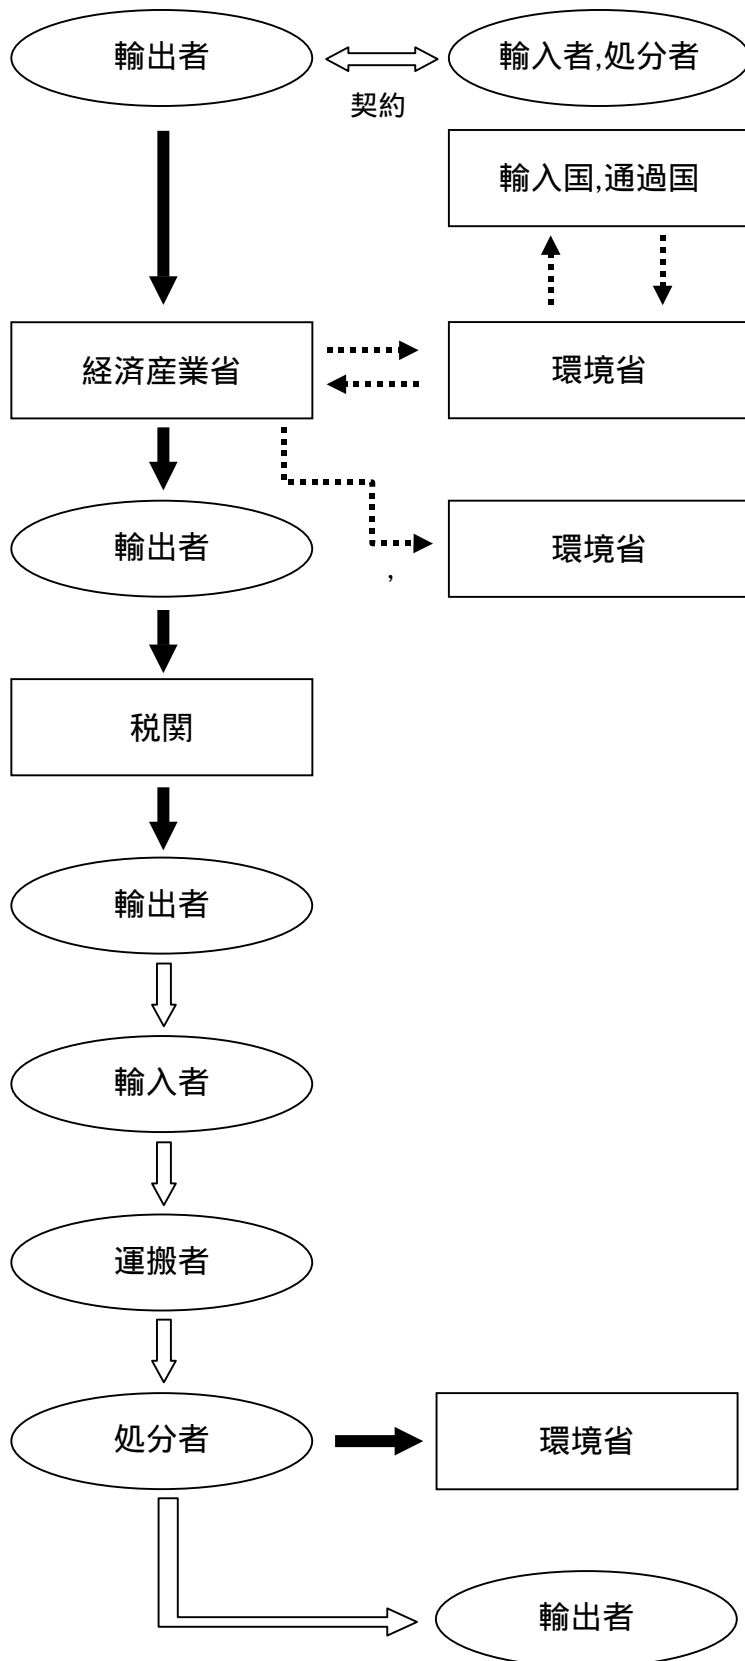 輸出者
輸入者,処分者
契約
輸入国,通過国
経済産業省
環境省
輸出者
環境省
,
税関
輸出者
輸入者
運搬者
処分者
環境省
輸出者